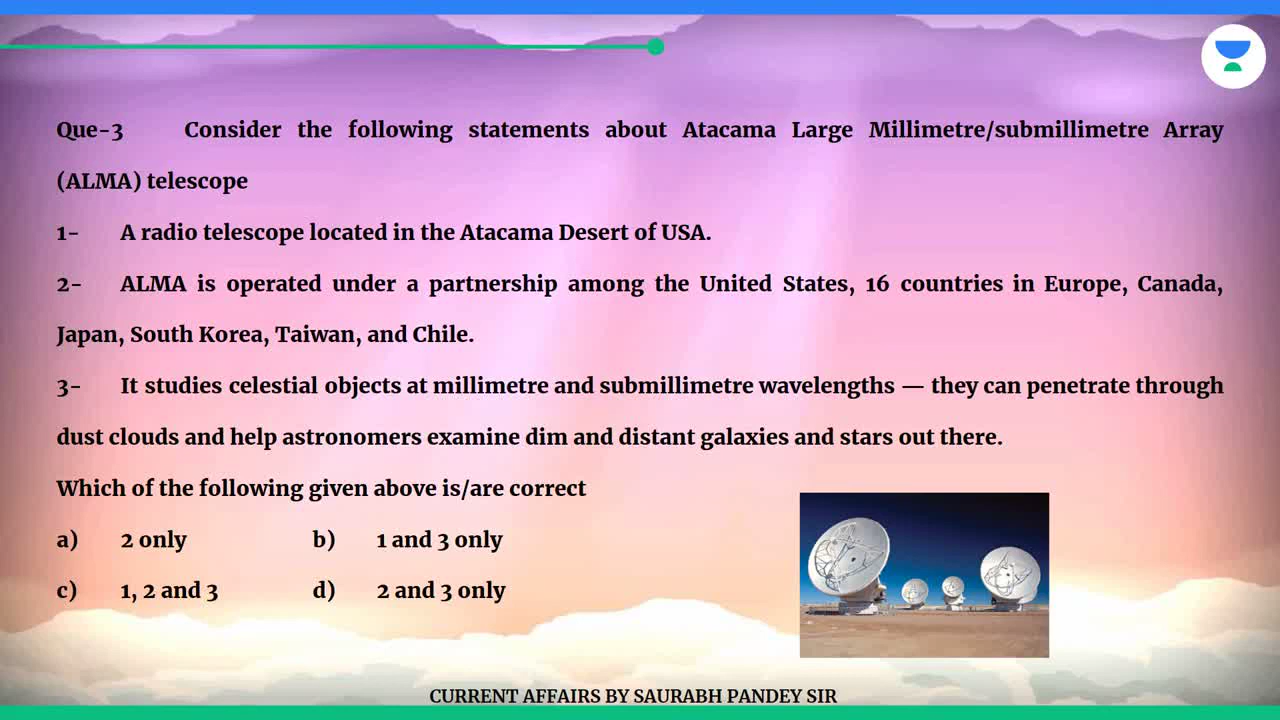 Que-3 Consider the following statements about Atacama Large Millimetre/submillimetre Array
(ALMA) telescope
1- A radio telescope located in the Atacama Desert of USA.
2- ALMA is operated under a partnership among the United States, 16 countries in Europe, Canada,
Japan, South Korea, Taiwan, and Chile.
3- It studies celestial objects at millimetre and submillimetre wavelengths — they can penetrate through
dust clouds and help astronomers examine dim and distant galaxies and stars out there.
Which of the following given above is/are correct
a) 2 only b) 1 and 3 only
c) 1, 2 and 3 d) 2 and 3 only
CURRENT AFFAIRS BY SAURABH PANDEY SIR